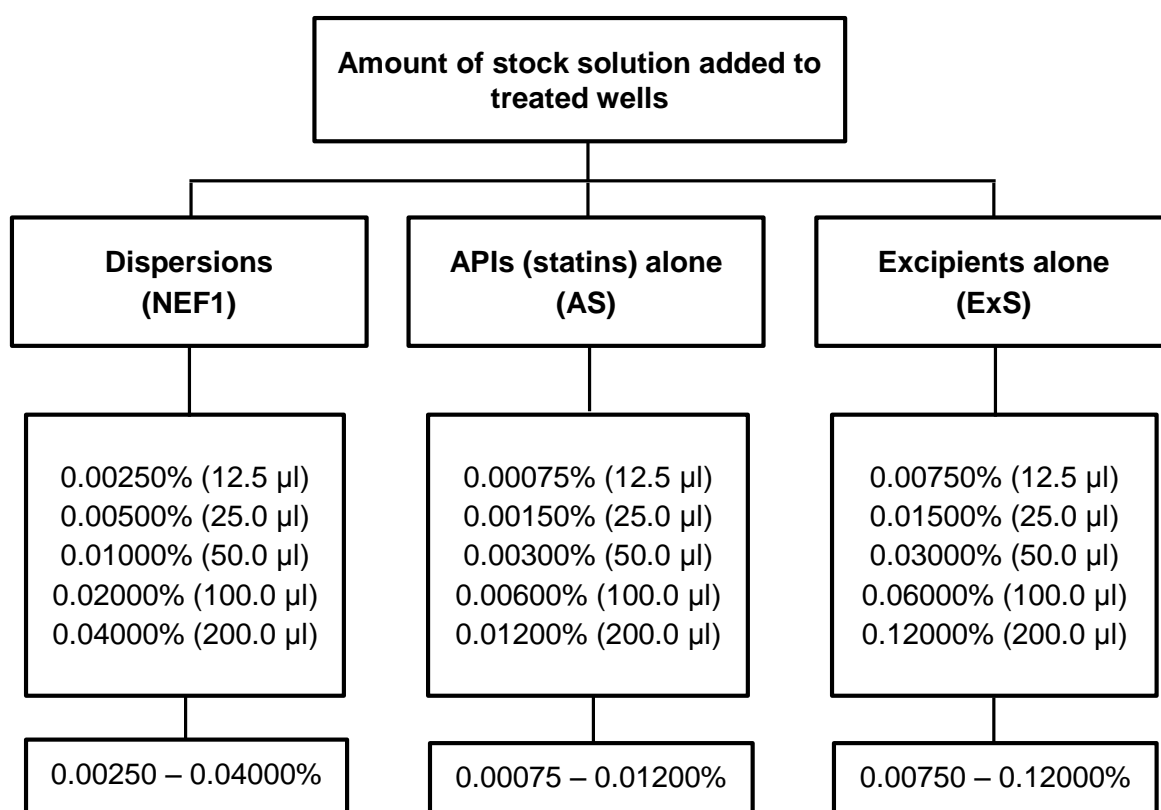 Amount of stock solution added to
treated wells
Dispersions
(NEF1)
APIs (statins) alone
(AS)
Excipients alone
(ExS)
0.00250% (12.5 µl)
0.00500% (25.0 µl)
0.01000% (50.0 µl)
0.02000% (100.0 µl)
0.04000% (200.0 µl)
0.00075% (12.5 µl)
0.00150% (25.0 µl)
0.00300% (50.0 µl)
0.00600% (100.0 µl)
0.01200% (200.0 µl)
0.00750% (12.5 µl)
0.01500% (25.0 µl)
0.03000% (50.0 µl)
0.06000% (100.0 µl)
0.12000% (200.0 µl)
0.00250 – 0.04000%
0.00075 – 0.01200%
0.00750 – 0.12000%